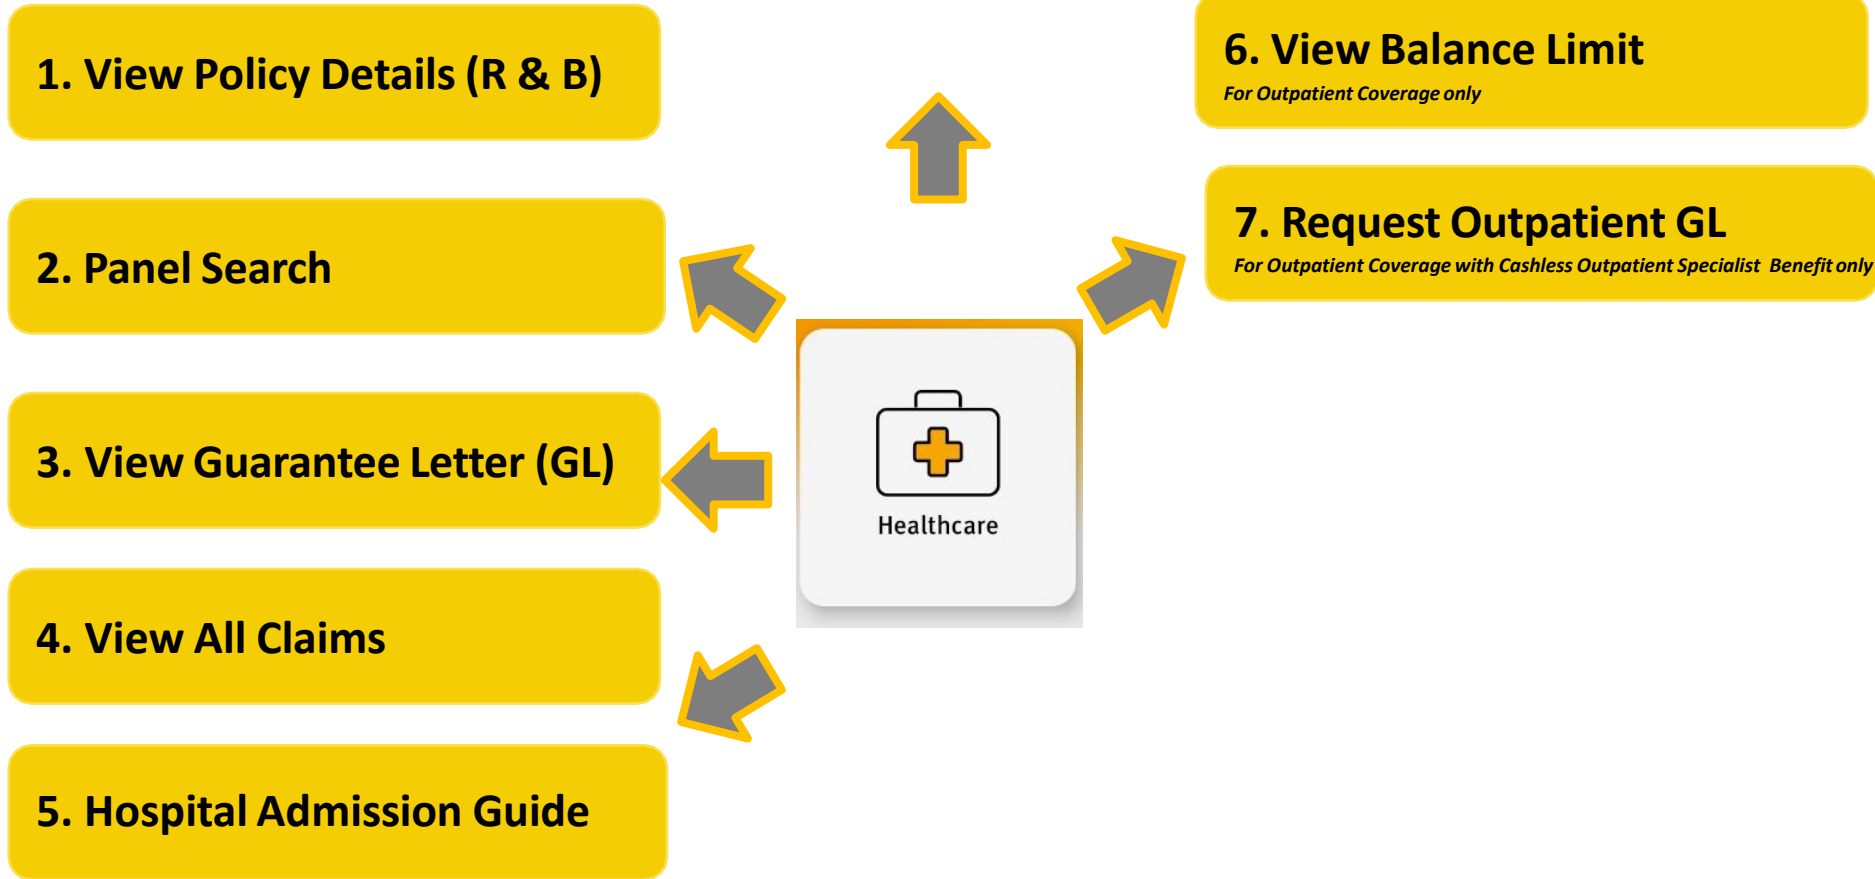 1. View Policy Details (R & B)
2. Panel Search
3. View Guarantee Letter (GL)
4. View All Claims
5. Hospital Admission Guide
Healthcare
6. View Balance Limit
For Outpatient Coverage only
7. Request Outpatient GL
For Outpatient Coverage with Cashless Outpatient Specialist Benefit only